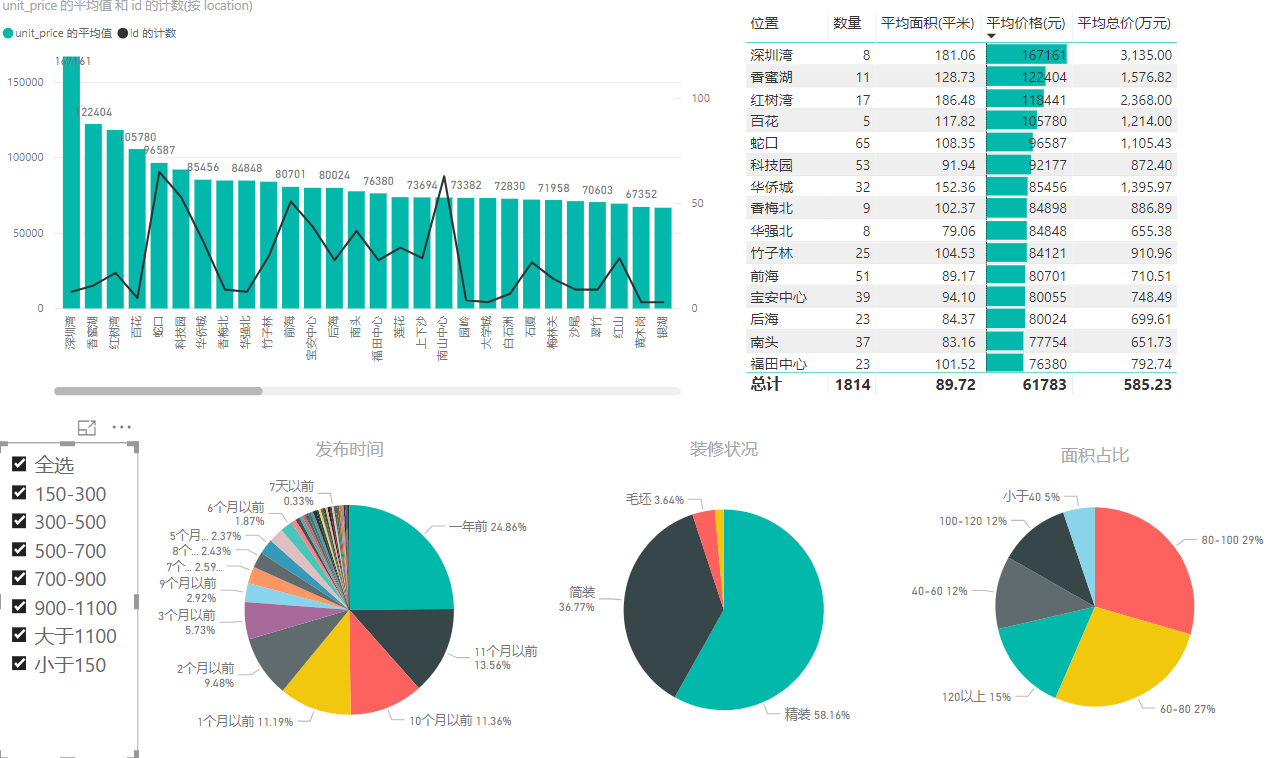 unit_price 的平均值 和 id 的计数(按 location)
unit_price 的平均值 id 的计数
150000
100000
50000
0
100
50
0
167161
122404
105780
96587
85456
84848
80701
80024
76380
73694
73382
72830
71958
70603
67352
深圳湾
香蜜湖
红树湾
百花
蛇口
科技园
华侨城
香梅北
华强北
竹子林
前海
宝安中心
后海
南头
福田中心
莲花
上下沙
南山中心
园岭
大学城
白石洲
石厦
梅林关
沙尾
翠竹
红山
黄木岗
银湖
位置 数量 平均面积(平米) 平均价格(元) 平均总价(万元)
深圳湾 8 181.06 167161 3,135.00
香蜜湖 11 128.73 122404 1,576.82
红树湾 17 186.48 118441 2,368.00
百花 5 117.82 105780 1,214.00
蛇口 65 108.35 96587 1,105.43
科技园 53 91.94 92177 872.40
华侨城 32 152.36 85456 1,395.97
香梅北 9 102.37 84898 886.89
华强北 8 79.06 84848 655.38
竹子林 25 104.53 84121 910.96
前海 51 89.17 80701 710.51
宝安中心 39 94.10 80055 748.49
后海 23 84.37 80024 699.61
南头 37 83.16 77754 651.73
福田中心 23 101.52 76380 792.74
总计 1814 89.72 61783 585.23
全选
150-300
300-500
500-700
700-900
900-1100
大于1100
小于150
发布时间
7天以前
0.33%
6个月以前
1.87%
5个月... 2.37%
8个... 2.43%
7个... 2.59...
9个月以前
2.92%
3个月以前
5.73%
2个月以前
9.48%
1个月以前 11.19%
10个月以前 11.36%
11个月以前
13.56%
一年前 24.86%
装修状况
毛坯 3.64%
简装
36.77%
精装 58.16%
面积占比
小于40 5%
100-120 12%
40-60 12%
120以上 15%
60-80 27%
80-100 29%